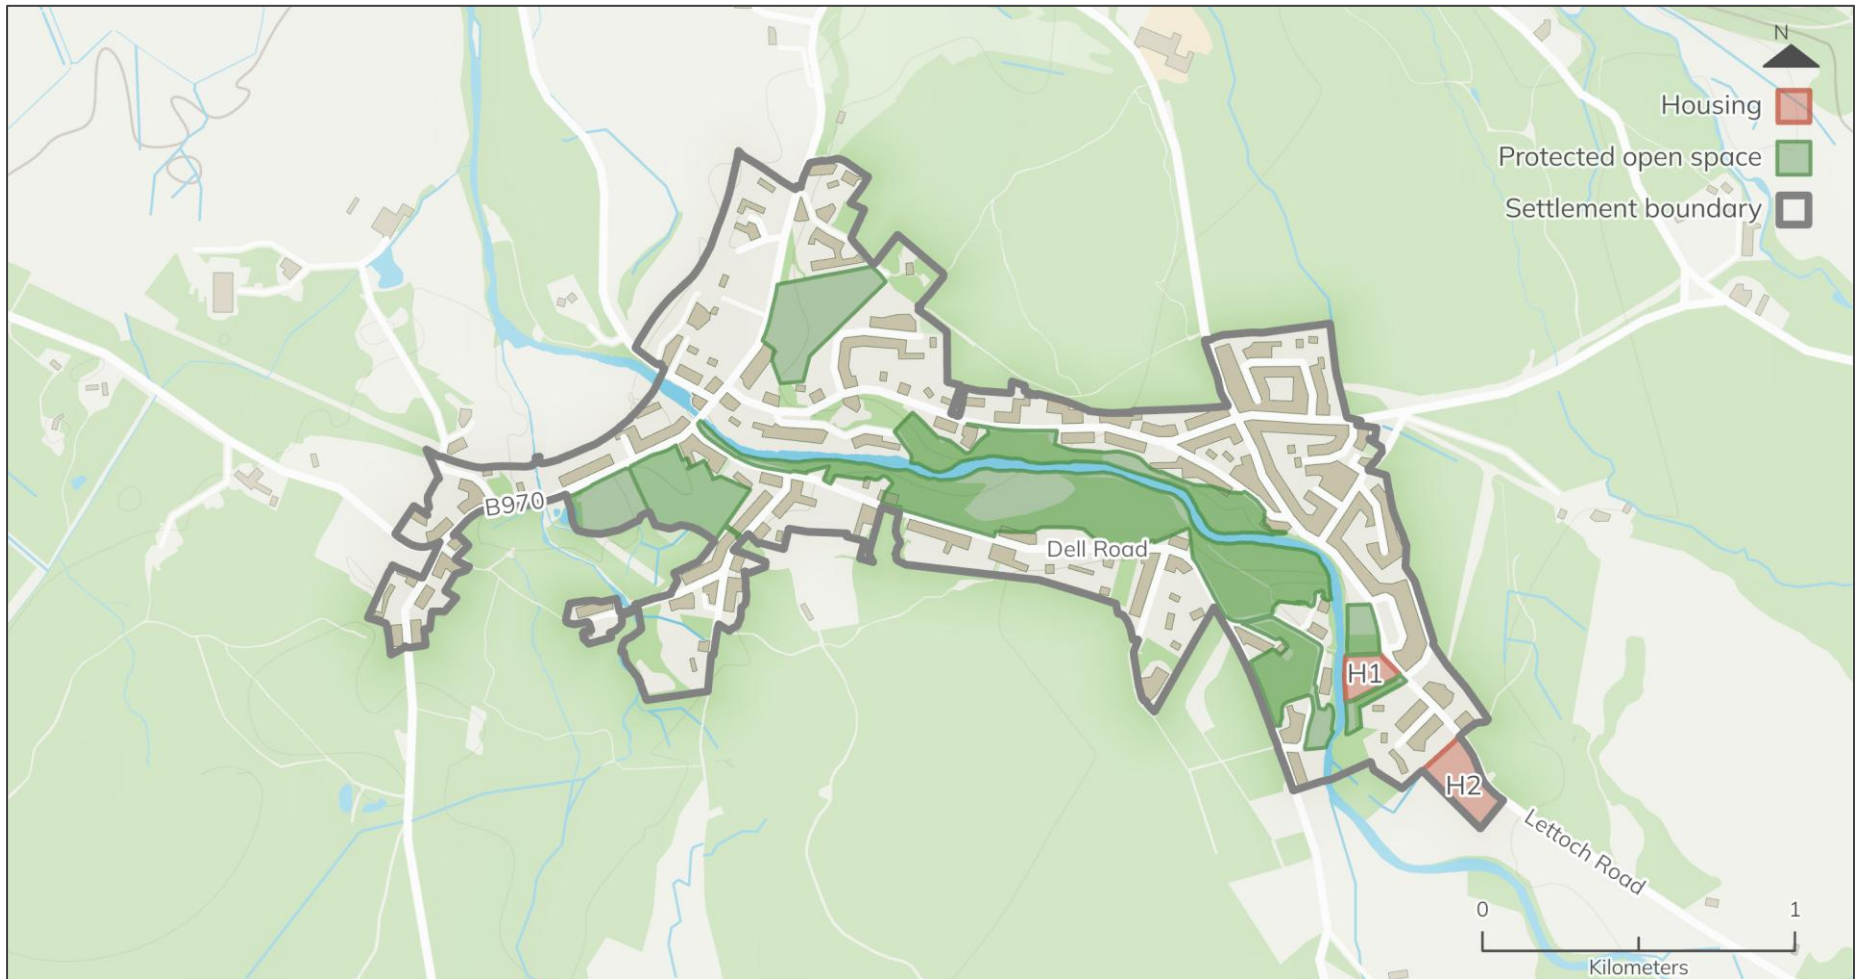 N
Housing
Protected open space
Settlement boundary
B970
Dell Road
H1
H2
Lettoch Road
0 1
Kilometers